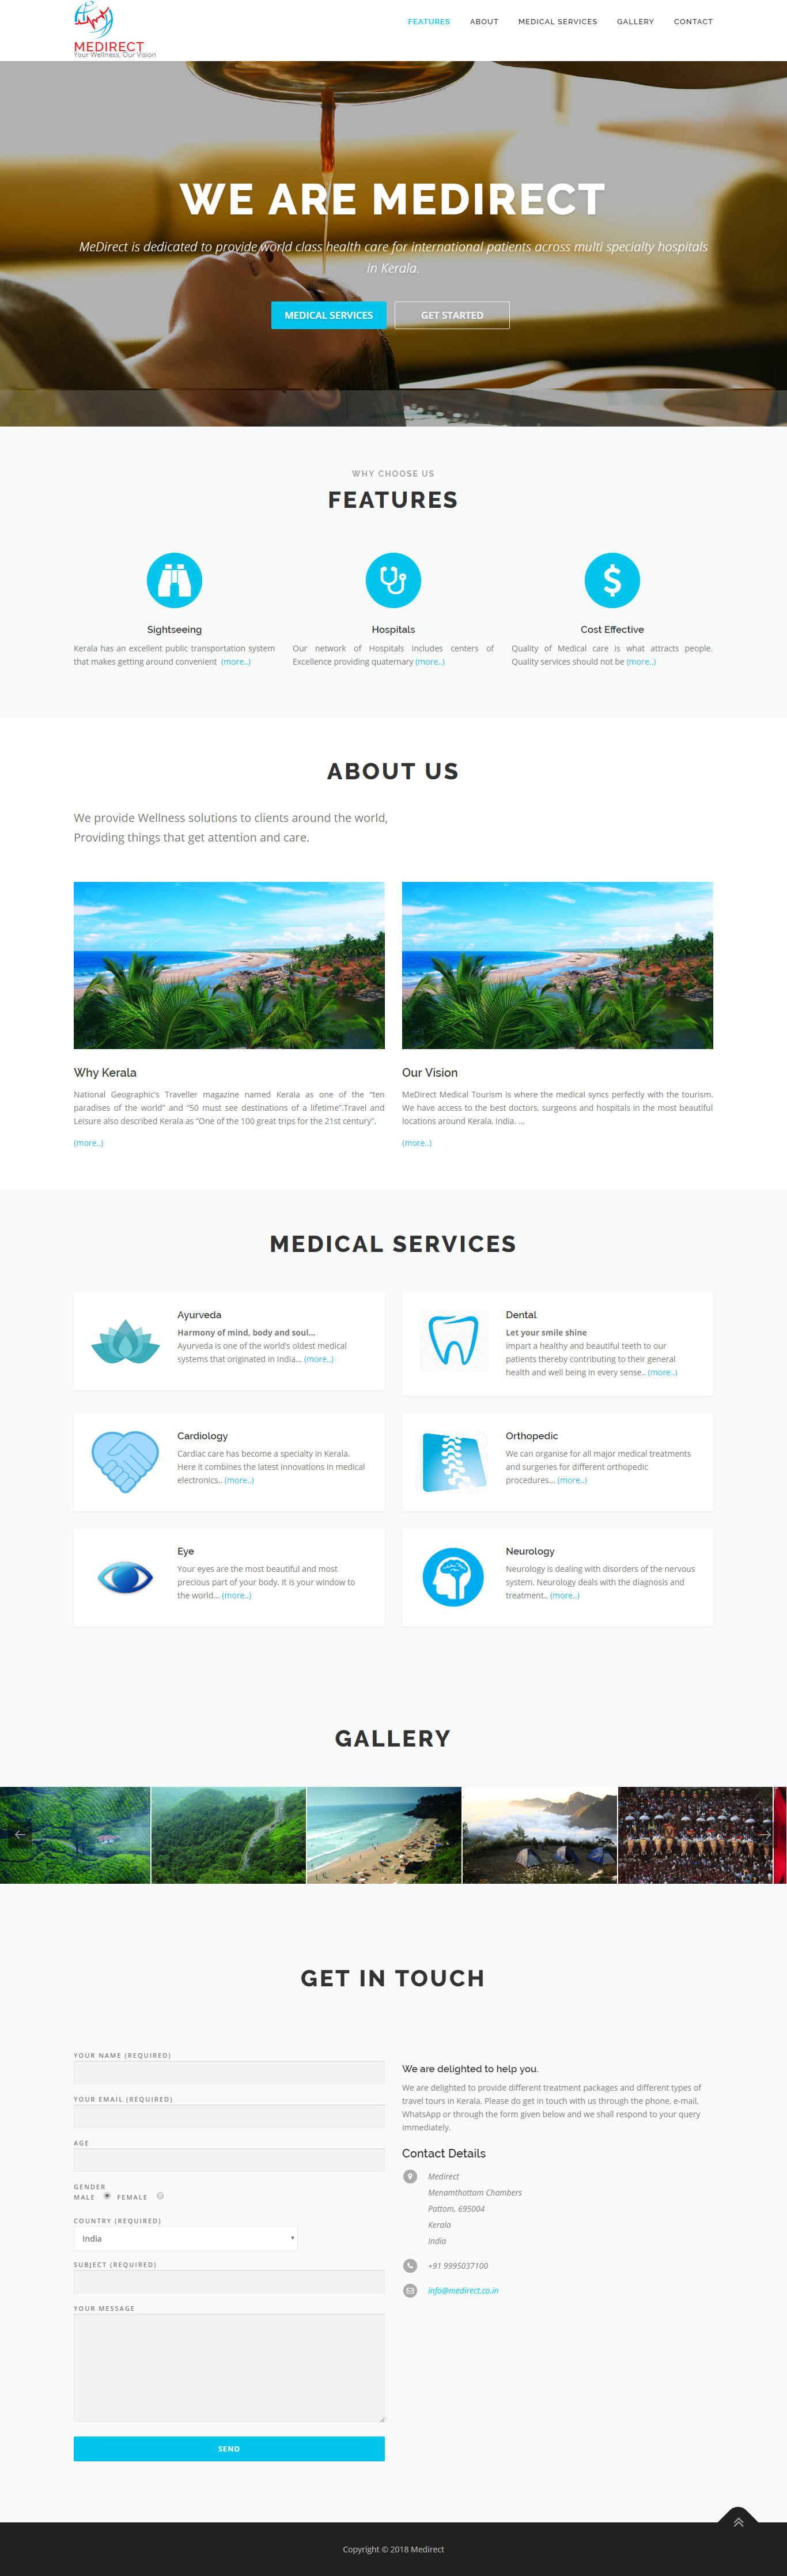 MEDIRECT
Your Wellness, Our Vision
FEATURES
ABOUT
MEDICAL SERVICES
GALLERY
CONTACT
WE ARE MEDIRECT
MeDirect is dedicated to provide world class health care for international patients across multi specialty hospitals
in Kerala.
MEDICAL SERVICES
GET STARTED
WHY CHOOSE US
FEATURES
Sightseeing
Kerala has an excellent public transportation system
that makes getting around convenient (more..)
Hospitals
Our network of Hospitals includes centers of
Excellence providing quaternary (more..)
Cost Effective
Quality of Medical care is what attracts people.
Quality services should not be (more..)
ABOUT US
We provide Wellness solutions to clients around the world,
Providing things that get attention and care.
Why Kerala
National Geographic's Traveller magazine named Kerala as one of the “ten
paradises of the world” and “50 must see destinations of a lifetime”.Travel and
Leisure also described Kerala as “One of the 100 great trips for the 21st century”.
(more..)
Our Vision
MeDirect Medical Tourism is where the medical syncs perfectly with the tourism.
We have access to the best doctors, surgeons and hospitals in the most beautiful
locations around Kerala, India. ...
(more..)
MEDICAL SERVICES
Ayurveda
Harmony of mind, body and soul...
Ayurveda is one of the world's oldest medical
systems that originated in India... (more..)
Dental
Let your smile shine
impart a healthy and beautiful teeth to our
patients thereby contributing to their general
health and well being in every sense.. (more..)
Cardiology
Cardiac care has become a specialty in Kerala.
Here it combines the latest innovations in medical
electronics.. (more..)
Orthopedic
We can organise for all major medical treatments
and surgeries for different orthopedic
procedures... (more..)
Eye
Your eyes are the most beautiful and most
precious part of your body. It is your window to
the world... (more..)
Neurology
Neurology is dealing with disorders of the nervous
system. Neurology deals with the diagnosis and
treatment.. (more..)
GALLERY
GET IN TOUCH
YOUR NAME (REQUIRED)
YOUR EMAIL (REQUIRED)
AGE
GENDER
MALE FEMALE
COUNTRY (REQUIRED)
India
SUBJECT (REQUIRED)
YOUR MESSAGE
SEND
We are delighted to help you.
We are delighted to provide different treatment packages and different types of
travel tours in Kerala. Please do get in touch with us through the phone, e-mail,
WhatsApp or through the form given below and we shall respond to your query
immediately.
Contact Details
Medirect
Menamthottam Chambers
Pattom, 695004
Kerala
India
+91 9995037100
info@medirect.co.in
Copyright © 2018 Medirect